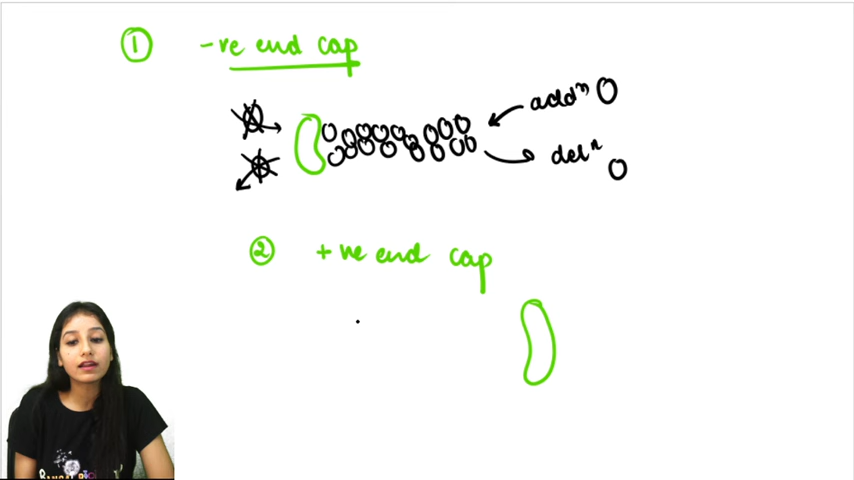 ① -ve end cap
addⁿ
delⁿ
② +ve end cap